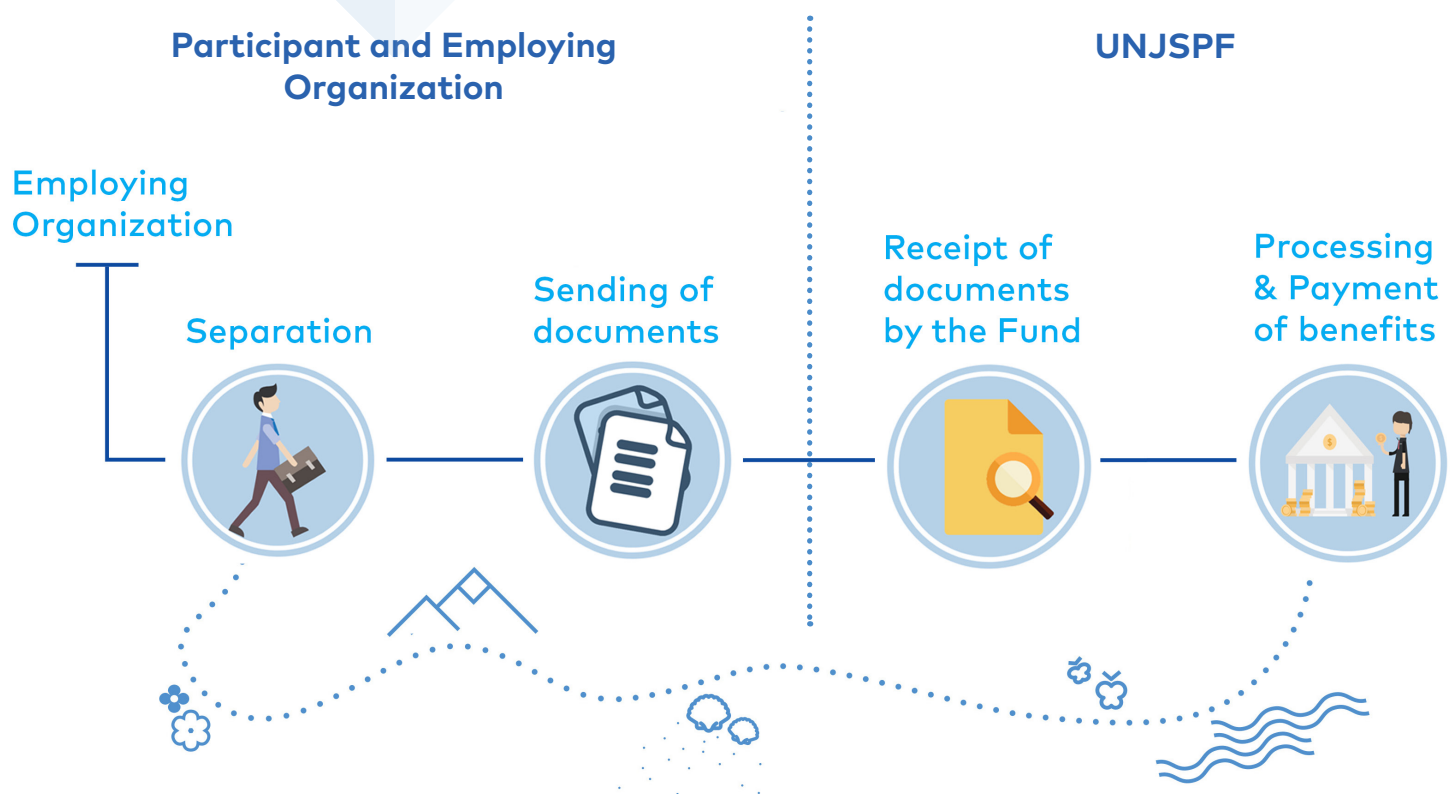 Participant and Employing
Organization
UNJSPF
Employing
Organization
Separation
Sending of
documents
Receipt of
documents
by the Fund
Processing
& Payment
of benefits